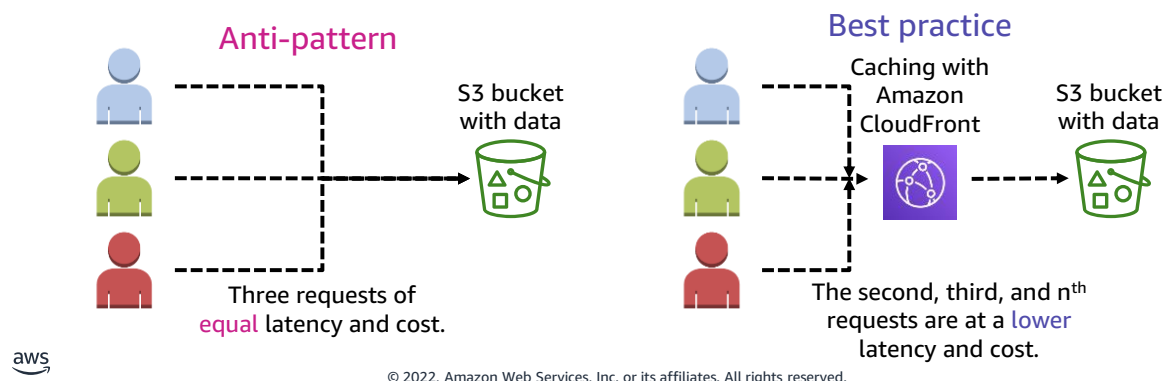 Anti-pattern
S3 bucket
with data
Three requests of
equal latency and cost.
Best practice
Caching with
Amazon
CloudFront
S3 bucket
with data
The second, third, and nth
requests are at a lower
latency and cost.
aws
© 2022, Amazon Web Services, Inc. or its affiliates. All rights reserved.